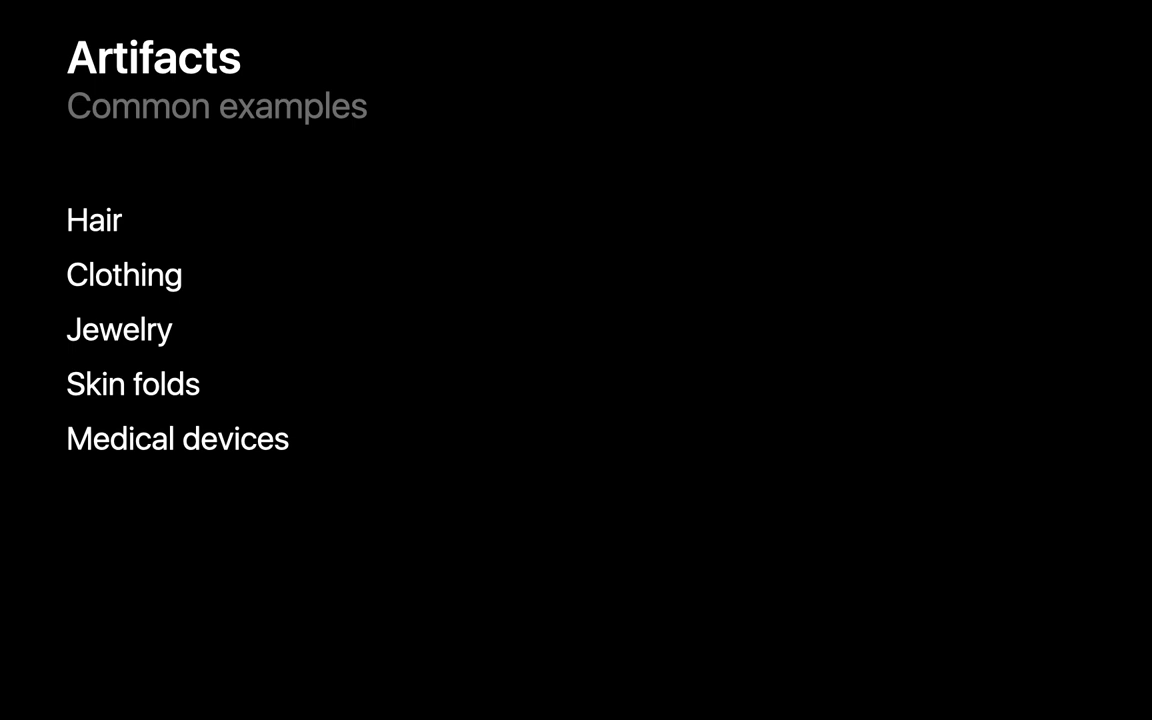 Artifacts
Common examples
Hair
Clothing
Jewelry
Skin folds
Medical devices